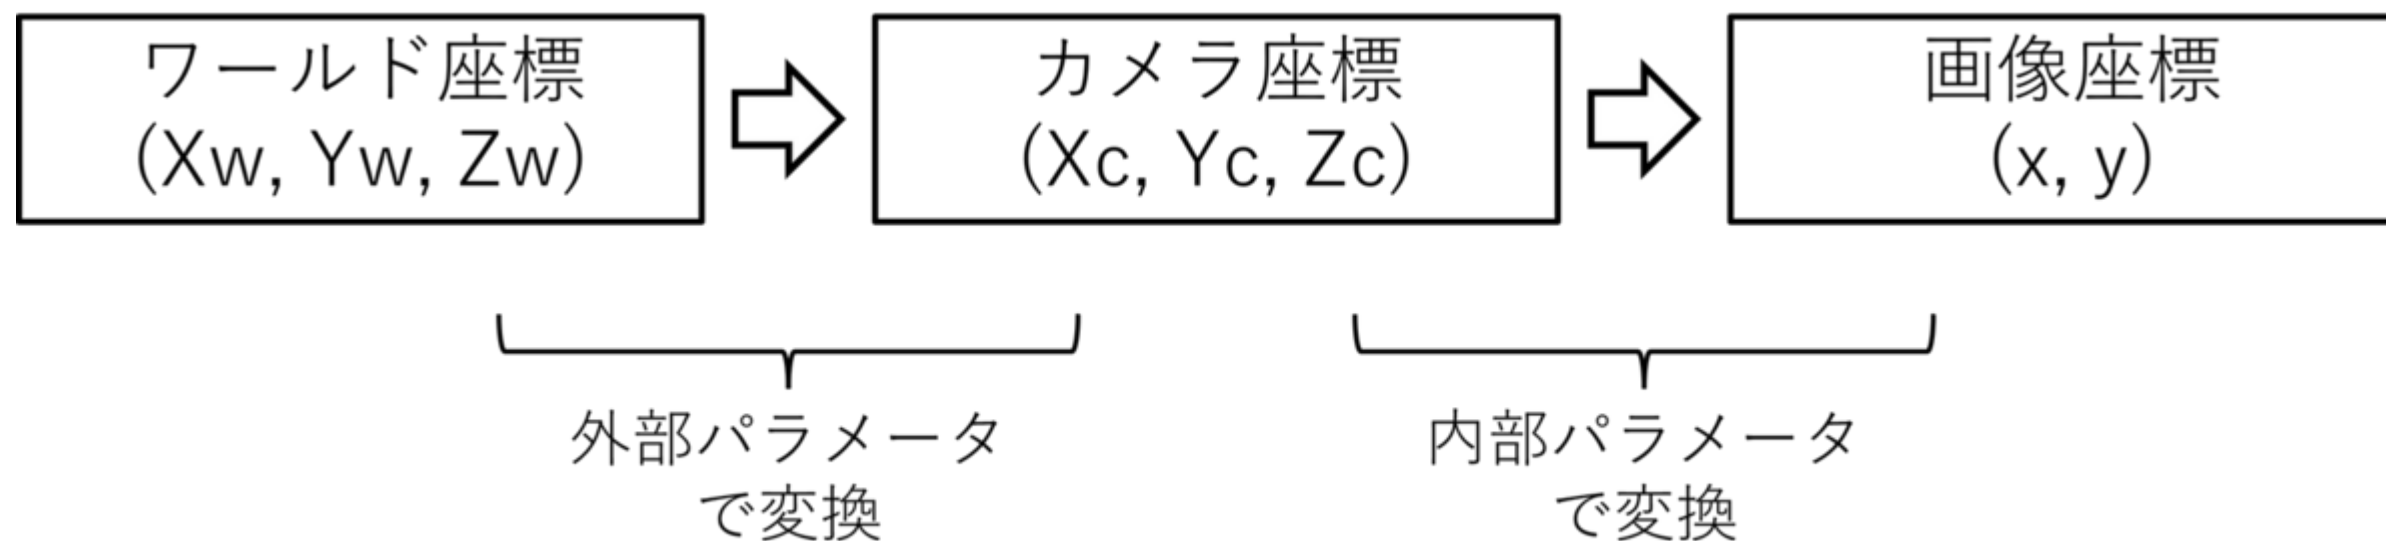 ワールド座標
(Xw, Yw, Zw)
カメラ座標
(Xc, Yc, Zc)
画像座標
(x, y)
外部パラメータ
で変換
内部パラメータ
で変換